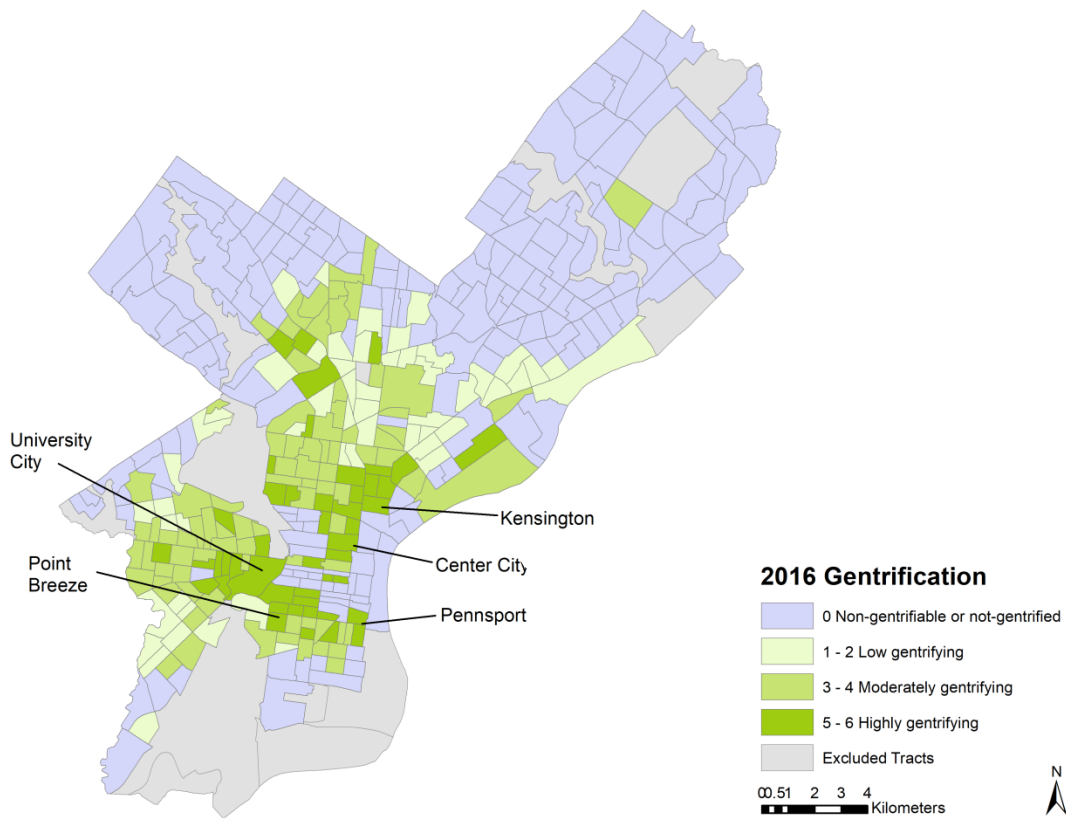 University
City
Kensington
Point
Breeze
Center City
Pennsport
2016 Gentrification
0 Non-gentrifiable or not-gentrified
1 - 2 Low gentrifying
3 - 4 Moderately gentrifying
5 - 6 Highly gentrifying
Excluded Tracts
00.51 2 3 4
Kilometers
N